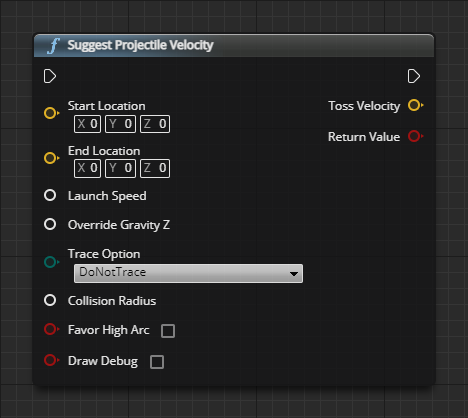 f Suggest Projectile Velocity
Start Location
X 0 Y 0 Z 0
Toss Velocity
Return Value
End Location
X 0 Y 0 Z 0
Launch Speed
Override Gravity Z
Trace Option
DoNotTrace
Collision Radius
Favor High Arc
Draw Debug